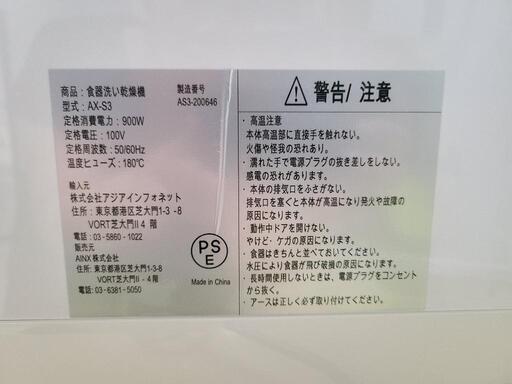 商品：食器洗い乾燥機
型式：AX-S3
定格消費電力：900W
定格電圧：100V
定格周波数：50/60Hz
温度ヒューズ：180℃
製造番号
AS3-200646
輸入元
株式会社アジアインフォネット
住所：東京都港区芝大門1-3-8
VORT芝大門II 4階
電話：03-5860-1022
販売元
AINX 株式会社
住所：東京都港区芝大門1-3-8
VORT芝大門II - 4階
電話：03-6381-5050
PS
E
Made in China
警告/ 注意
・高温注意
本体高温部に直接手を触れない。
火傷や怪我の恐れあり。
・濡れた手で電源プラグの抜き差しをしない。
感電の恐れあります。
・本体の排気口をふさがない。
排気口を塞ぐと本体が高温になり発火や故障の
原因になります。
・動作中ドアを開けない。
やけど・ケガの原因になります。
・食器はきちんと並べておいてください。
水圧により食器が飛び破損の原因になります。
・長時間使用しないときは、電源プラグをコンセント
から抜く。
・アースは正しく必ず取り付けてください。